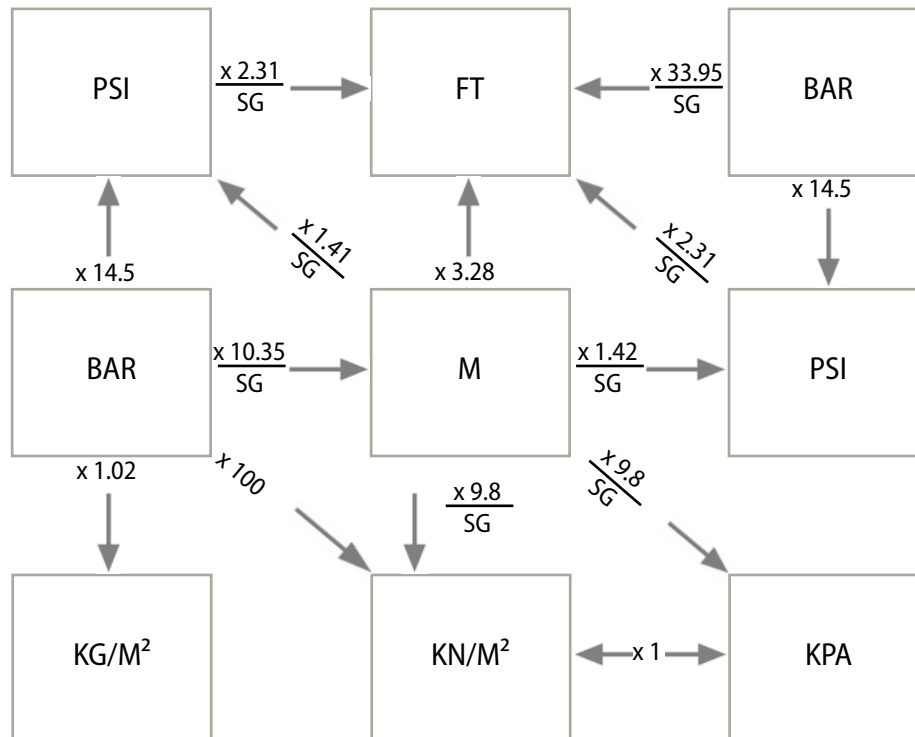 PSI
x 2.31
SG
FT
x 33.95
SG
BAR
x 14.5
x 1.41
SG
x 3.28
x 2.31
SG
x 14.5
BAR
x 10.35
SG
M
x 1.42
SG
PSI
x 1.02
x 100
x 9.8
SG
x 9.8
SG
KG/M²
KN/M²
x 1
KPA